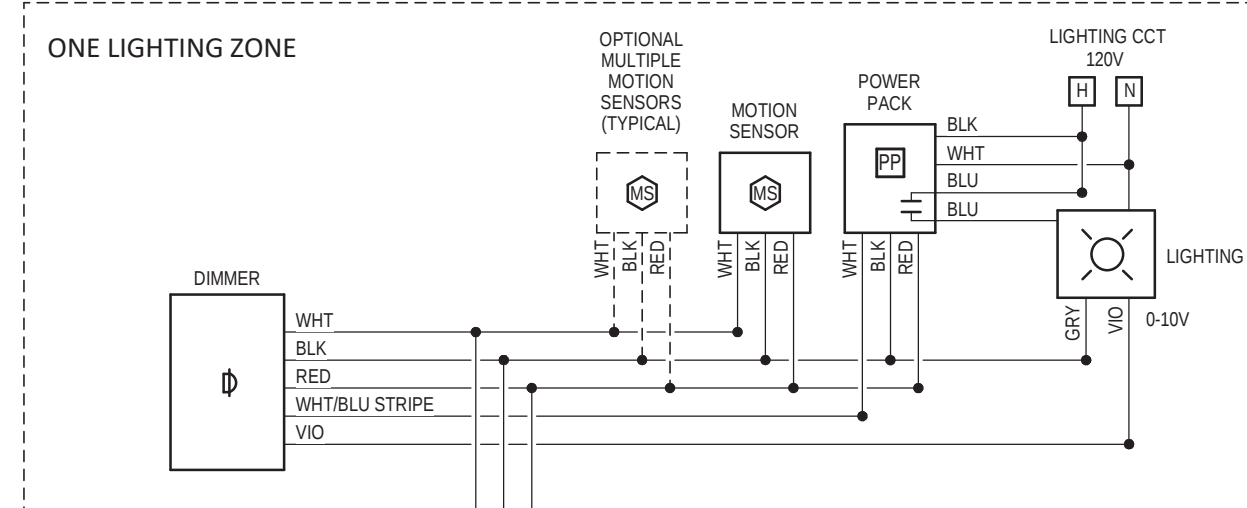 ONE LIGHTING ZONE
OPTIONAL
MULTIPLE
MOTION
SENSORS
(TYPICAL)
MOTION
SENSOR
POWER
PACK
LIGHTING CCT
120V
H
N
BLK
WHT
BLU
BLU
PP
MS
MS
WHT
BLK
RED
WHT
BLK
RED
WHT
BLK
RED
LIGHTING
GRY
VIO
0-10V
DIMMER
WHT
BLK
RED
WHT/BLU STRIPE
VIO